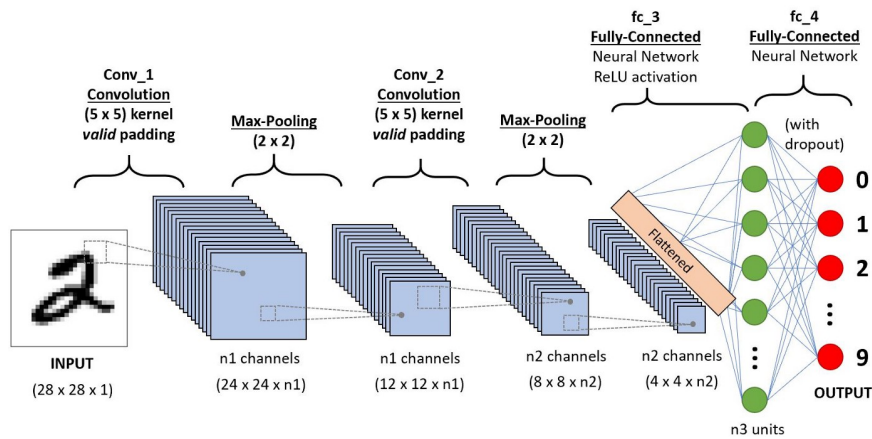 Conv_1
Convolution
(5 x 5) kernel
valid padding
Max-Pooling
(2 x 2)
Conv_2
Convolution
(5 x 5) kernel
valid padding
Max-Pooling
(2 x 2)
fc_3
Fully-Connected
Neural Network
ReLU activation
fc_4
Fully-Connected
Neural Network
(with
dropout)
2
INPUT
(28 x 28 x 1)
n1 channels
(24 x 24 x n1)
n1 channels
(12 x 12 x n1)
n2 channels
(8 x 8 x n2)
n2 channels
(4 x 4 x n2)
Flattened
n3 units
0
1
2
9
OUTPUT